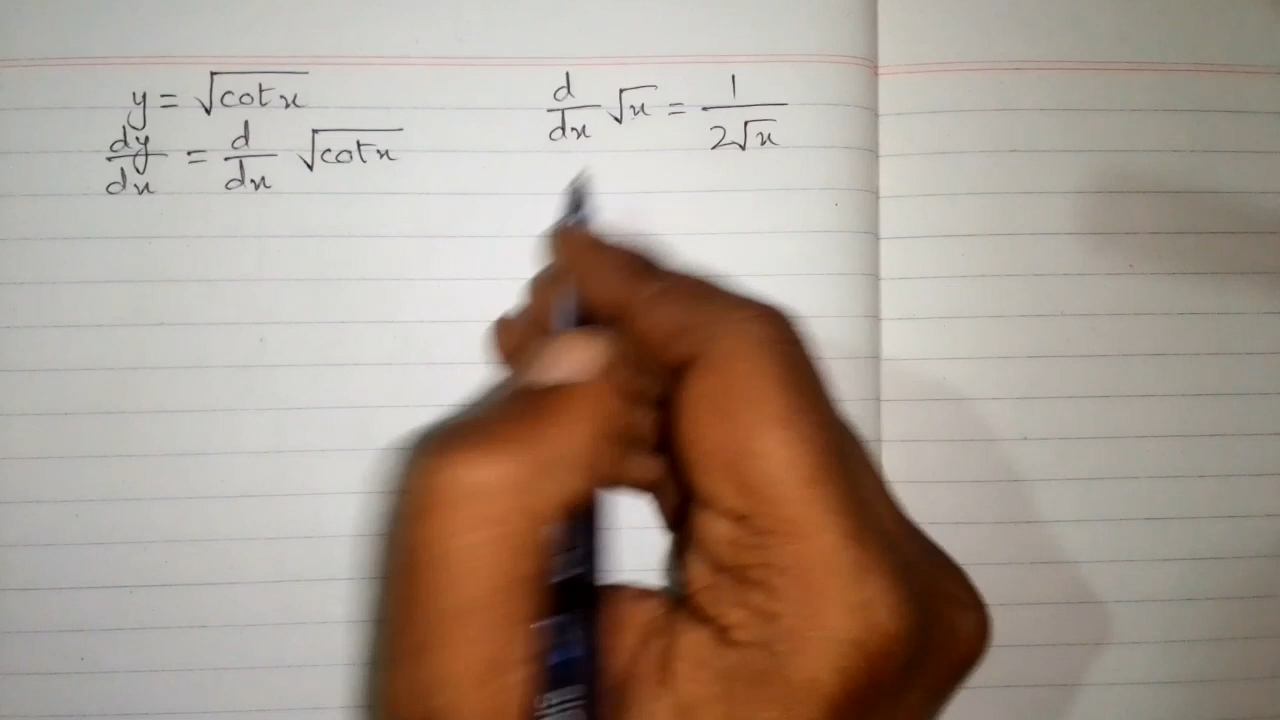 y = √cot x
dy/dx = d/dx √cot x
d/dx √x = 1/2√x